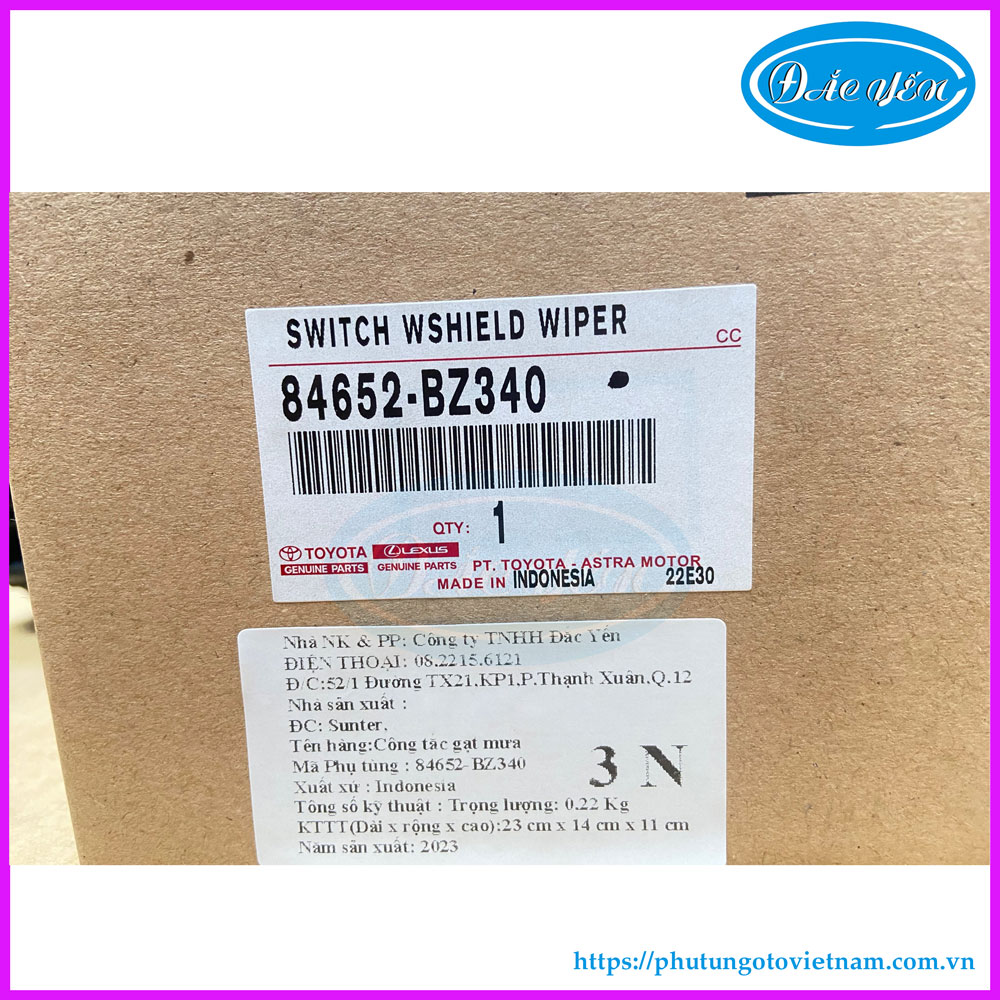 ĐẮC YẾN
SWITCH WSHIELD WIPER
CC
84652-BZ340
QTY: 1
TOYOTA LEXUS
GENUINE PARTS GENUINE PARTS PT. TOYOTA - ASTRA MOTOR
MADE IN INDONESIA 22E30
Nhà NK & PP: Công ty TNHH Đắc Yến
ĐIỆN THOẠI: 08.2215.6121
Đ/C:52/1 Đường TX21,KP1,P.Thạnh Xuân,Q.12
Nhà sản xuất :
ĐC: Sunter,
Tên hàng:Công tắc gạt mưa
Mã Phụ tùng : 84652-BZ340
3 N
Xuất xứ : Indonesia
Tông số kỹ thuật : Trọng lượng: 0.22 Kg
KTTT(Dài x rộng x cao):23 cm x 14 cm x 11 cm
Năm sản xuất: 2023
https://phutungotovietnam.com.vn